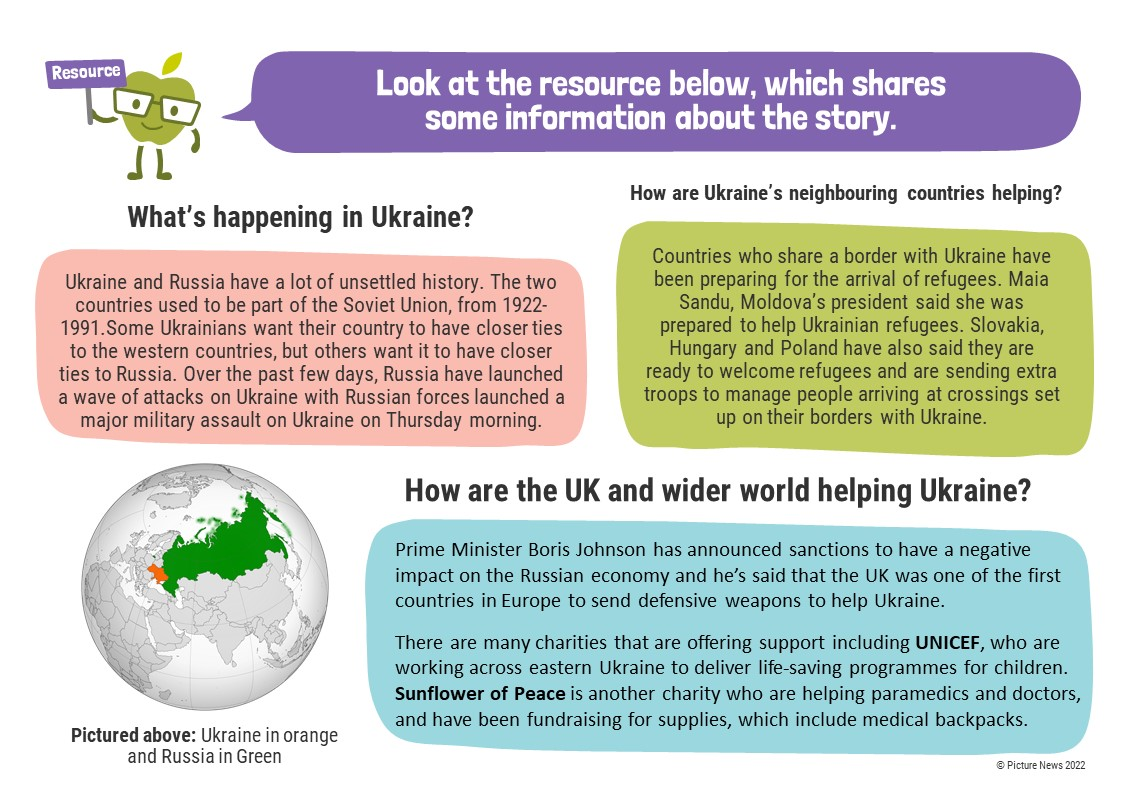 Resource
Look at the resource below, which shares
some information about the story.
What's happening in Ukraine?
Ukraine and Russia have a lot of unsettled history. The two
countries used to be part of the Soviet Union, from 1922-
1991.Some Ukrainians want their country to have closer ties
to the western countries, but others want it to have closer
ties to Russia. Over the past few days, Russia have launched
a wave of attacks on Ukraine with Russian forces launched a
major military assault on Ukraine on Thursday morning.
How are Ukraine's neighbouring countries helping?
Countries who share a border with Ukraine have
been preparing for the arrival of refugees. Maia
Sandu, Moldova's president said she was
prepared to help Ukrainian refugees. Slovakia,
Hungary and Poland have also said they are
ready to welcome refugees and are sending extra
troops to manage people arriving at crossings set
up on their borders with Ukraine.
Pictured above: Ukraine in orange
and Russia in Green
How are the UK and wider world helping Ukraine?
Prime Minister Boris Johnson has announced sanctions to have a negative
impact on the Russian economy and he's said that the UK was one of the first
countries in Europe to send defensive weapons to help Ukraine.
There are many charities that are offering support including UNICEF, who are
working across eastern Ukraine to deliver life-saving programmes for children.
Sunflower of Peace is another charity who are helping paramedics and doctors,
and have been fundraising for supplies, which include medical backpacks.
© Picture News 2022